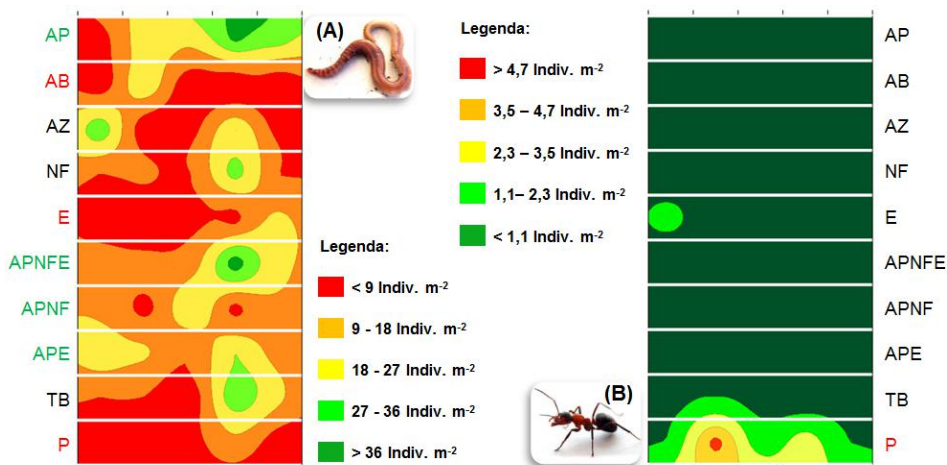 AP
AB
AZ
NF
E
APNFE
APNF
APE
TB
P
(A)
Legenda:
< 9 Indiv. m-2
9 - 18 Indiv. m-2
18 - 27 Indiv. m-2
27 - 36 Indiv. m-2
> 36 Indiv. m-2
Legenda:
> 4,7 Indiv. m-2
3,5 – 4,7 Indiv. m-2
2,3 – 3,5 Indiv. m-2
1,1– 2,3 Indiv. m-2
< 1,1 Indiv. m-2
(B)
AP
AB
AZ
NF
E
APNFE
APNF
APE
TB
P